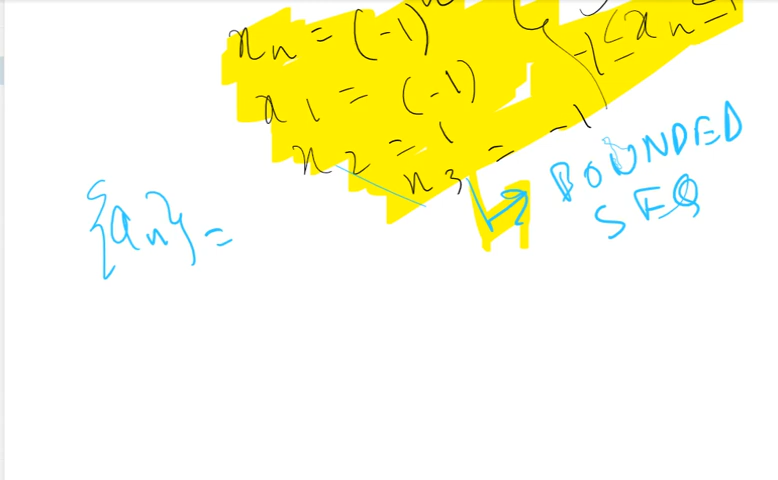 xₙ = (-1)ⁿ
-1 ≤ xₙ ≤ 1
x₁ = (-1)
x₂ = 1
x₃ = -1
BOUNDED
SEQ
{aₙ} =